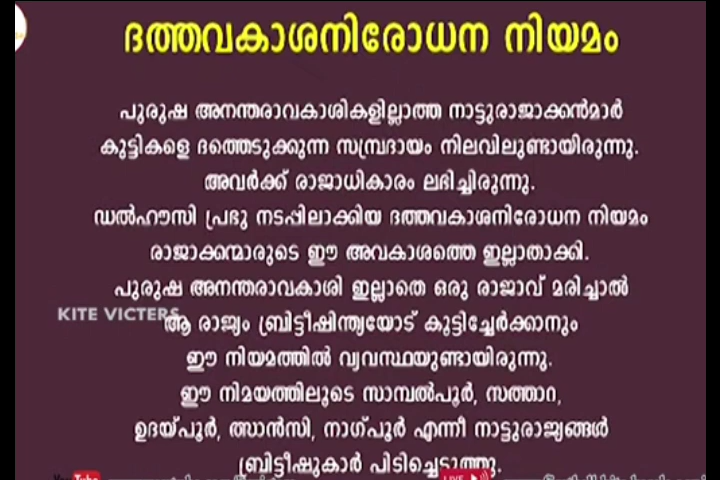 ദത്തവകാശനിരോധന നിയമം
പുരുഷ അനന്തരാവകാശികളില്ലാത്ത നാട്ടുരാജാക്കൻമാർ
കുട്ടികളെ ദത്തെടുക്കുന്ന സമ്പ്രദായം നിലവിലുണ്ടായിരുന്നു.
അവർക്ക് രാജാധികാരം ലഭിച്ചിരുന്നു.
ഡൽഹൗസി പ്രഭു നടപ്പിലാക്കിയ ദത്തവകാശനിരോധന നിയമം
രാജാക്കന്മാരുടെ ഈ അവകാശത്തെ ഇല്ലാതാക്കി.
പുരുഷ അനന്തരാവകാശി ഇല്ലാതെ ഒരു രാജാവ് മരിച്ചാൽ
KITE VICTERS
ആ രാജ്യം ബ്രിട്ടീഷിന്ത്യയോട് കൂട്ടിച്ചേർക്കാനും
ഈ നിയമത്തിൽ വ്യവസ്ഥയുണ്ടായിരുന്നു.
ഈ നിമയത്തിലൂടെ സാമ്പൽപൂർ, സത്താറ,
ഉദയ്പൂർ, ഝാൻസി, നാഗ്പൂർ എന്നീ നാട്ടുരാജ്യങ്ങൾ
ബ്രിട്ടീഷുകാർ പിടിച്ചെടുത്തു.